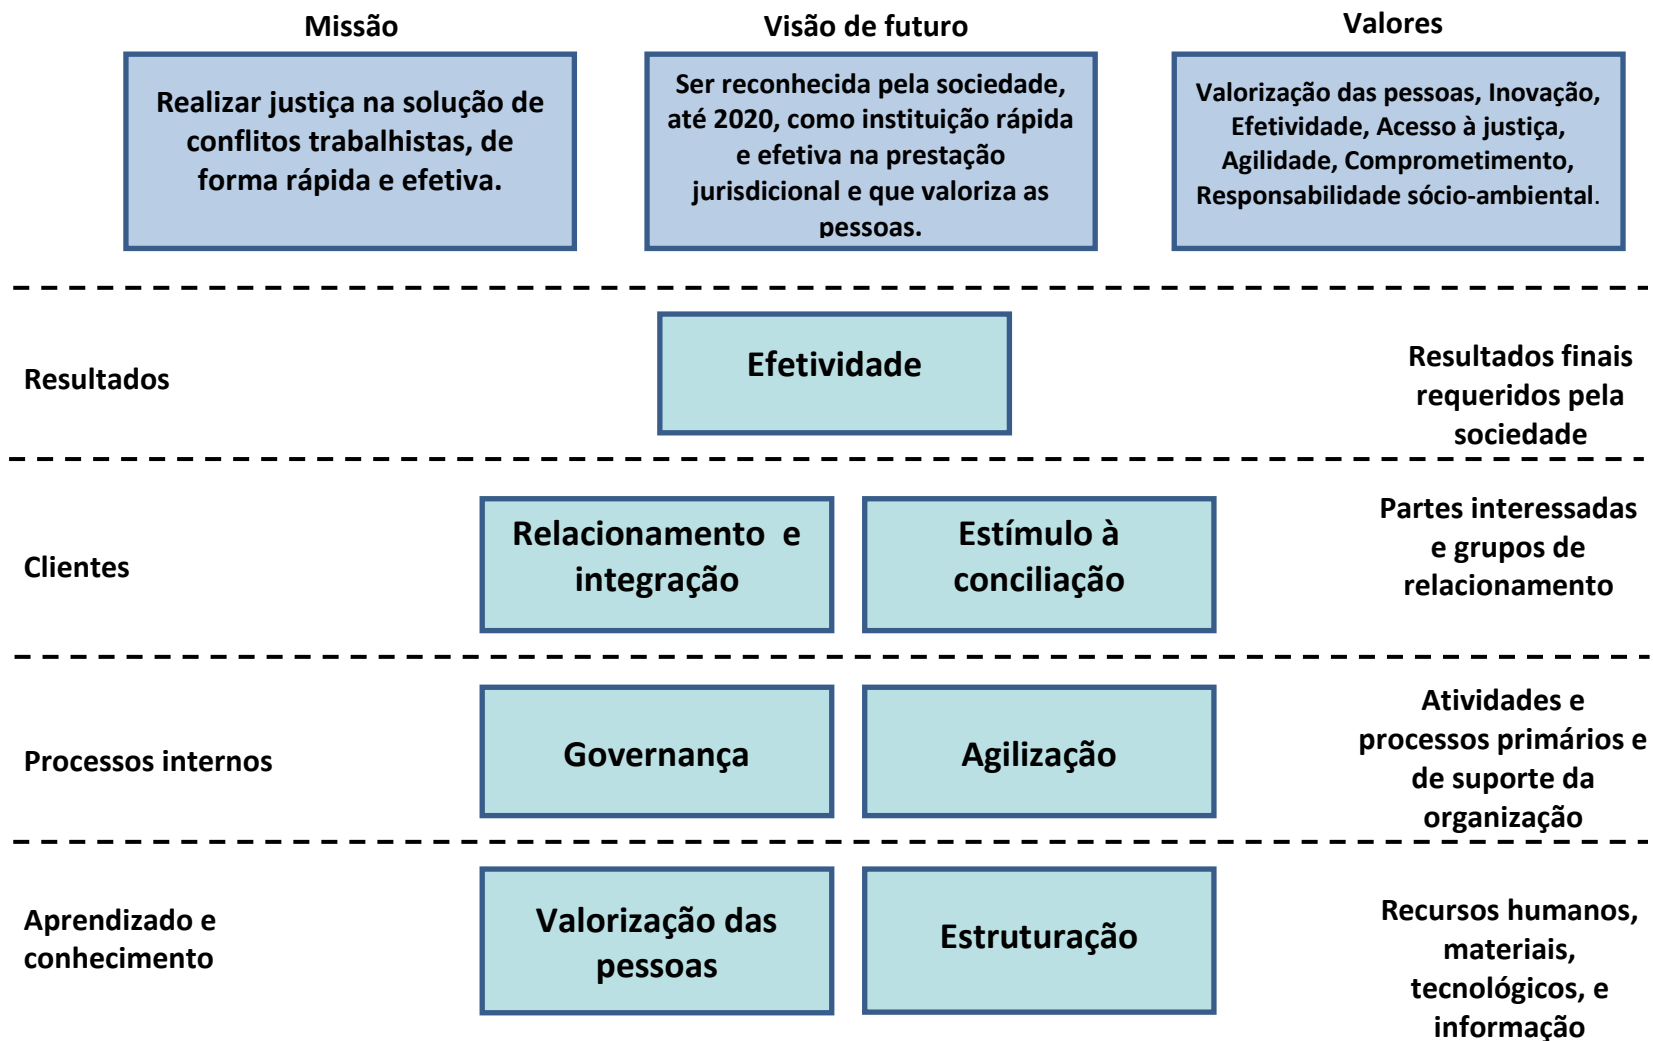 Missão
Visão de futuro
Valores
Realizar justiça na solução de
conflitos trabalhistas, de
forma rápida e efetiva.
Ser reconhecida pela sociedade,
até 2020, como instituição rápida
e efetiva na prestação
jurisdicional e que valoriza as
pessoas.
Valorização das pessoas, Inovação,
Efetividade, Acesso à justiça,
Agilidade, Comprometimento,
Responsabilidade sócio-ambiental.
Resultados
Efetividade
Resultados finais
requeridos pela
sociedade
Clientes
Relacionamento e
integração
Estímulo à
conciliação
Partes interessadas
e grupos de
relacionamento
Processos internos
Governança
Agilização
Atividades e
processos primários e
de suporte da
organização
Aprendizado e
conhecimento
Valorização das
pessoas
Estruturação
Recursos humanos,
materiais,
tecnológicos, e
informação